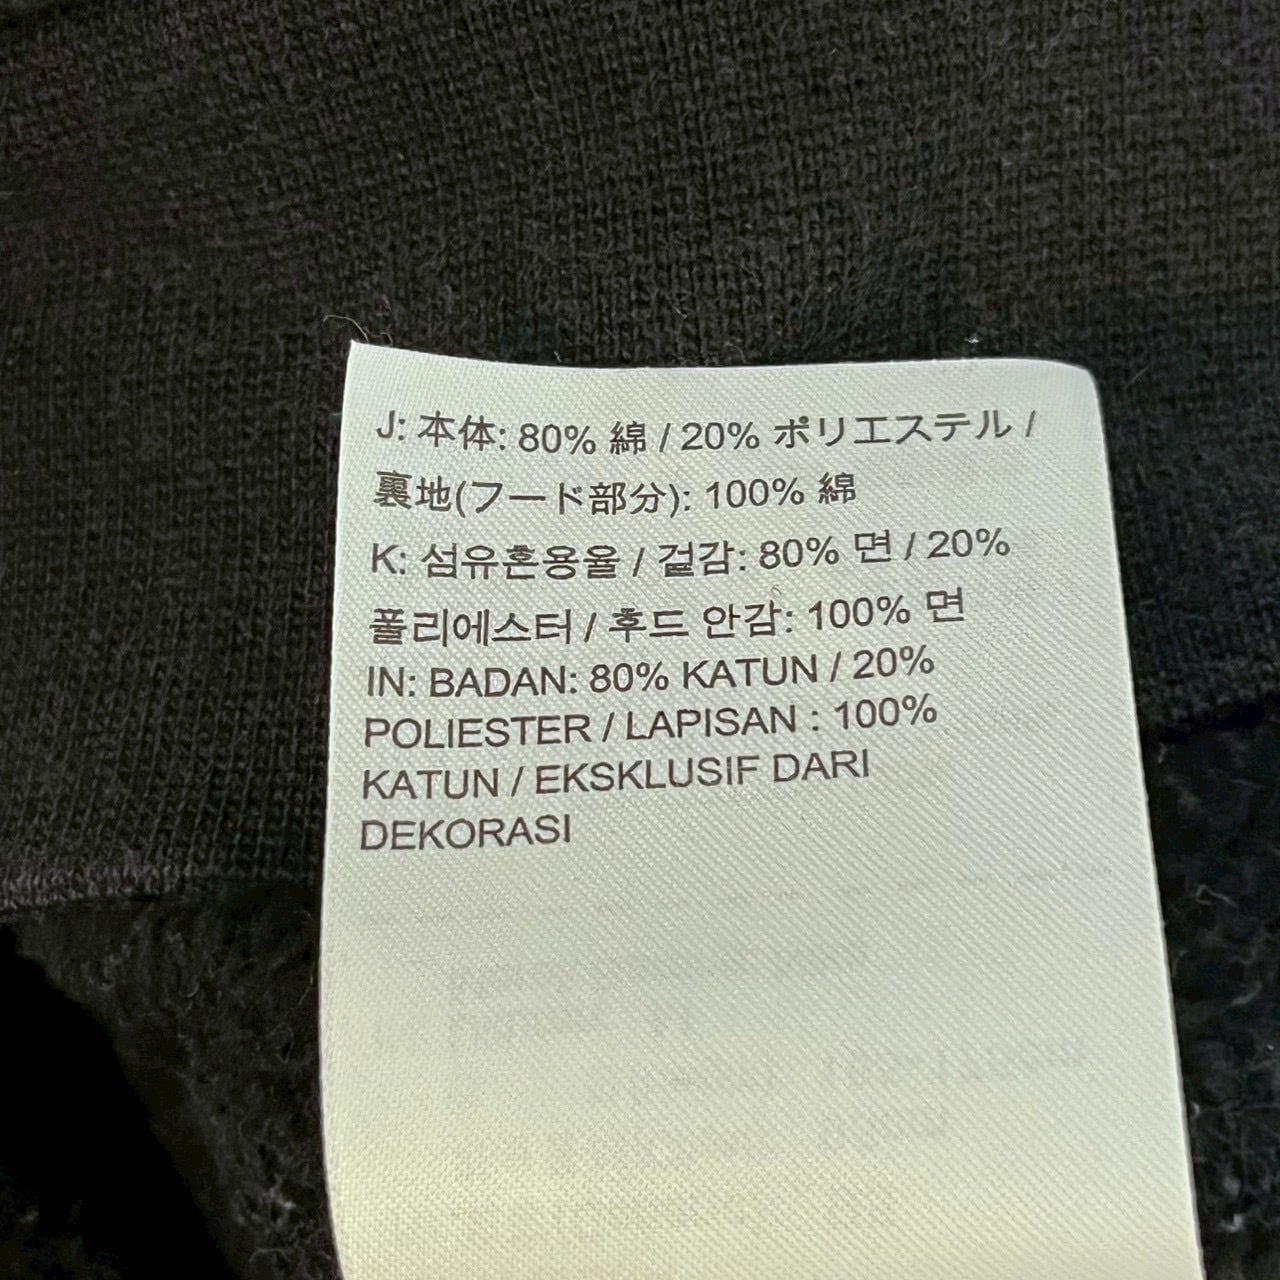 J: 本体: 80% 綿 / 20% ポリエステル /
裏地(フード部分): 100% 綿
K: 섬유혼용율 / 겉감: 80% 면 / 20%
폴리에스터 / 후드 안감: 100% 면
IN: BADAN: 80% KATUN / 20%
POLIESTER / LAPISAN : 100%
KATUN / EKSKLUSIF DARI
DEKORASI